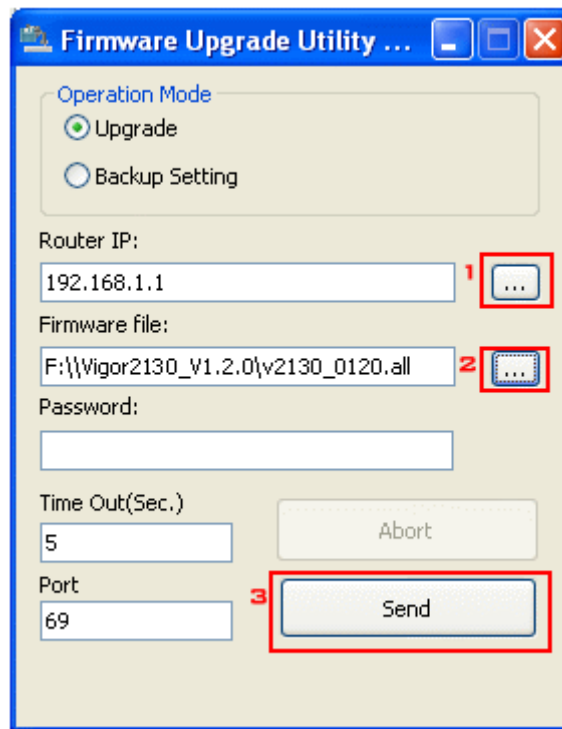 Firmware Upgrade Utility ...
Operation Mode
Upgrade
Backup Setting
Router IP:
192.168.1.1
1
...
Firmware file:
F:\\Vigor2130_V1.2.0\v2130_0120.all
2
...
Password:
Time Out(Sec.)
5
Abort
Port
69
3
Send